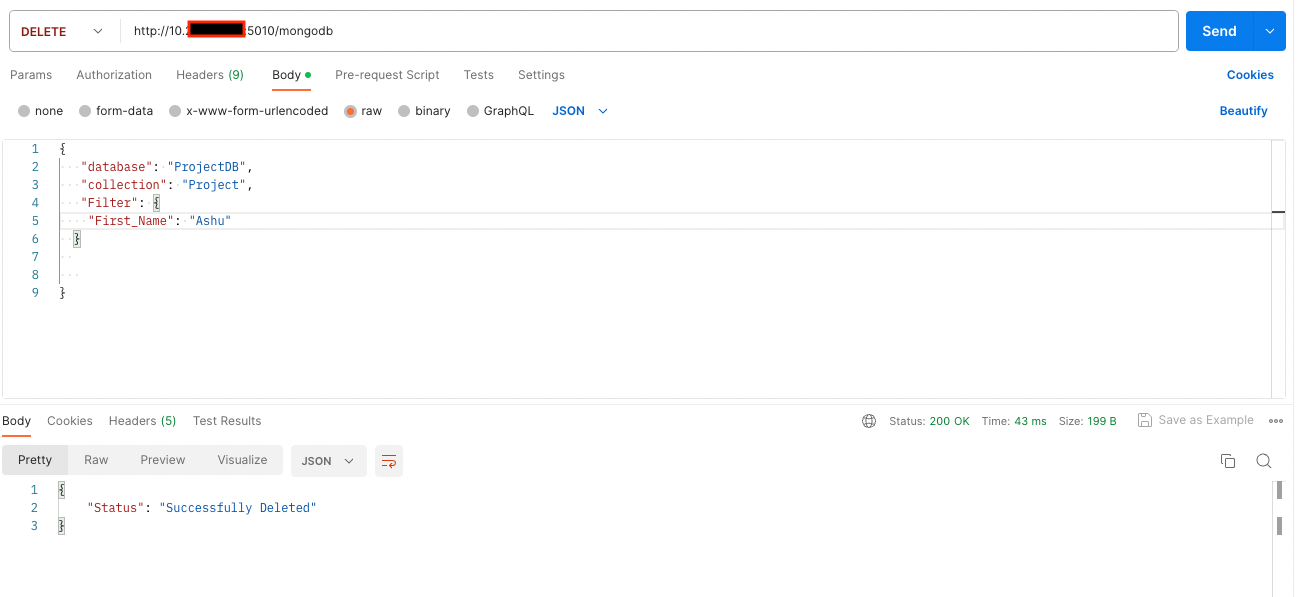 DELETE http://10. :5010/mongodb Send
Params Authorization Headers (9) Body Pre-request Script Tests Settings Cookies
none form-data x-www-form-urlencoded raw binary GraphQL JSON Beautify
1 {
2 "database": "ProjectDB",
3 "collection": "Project",
4 "Filter": {
5 "First_Name": "Ashu"
6 }
7
8
9 }
Body Cookies Headers (5) Test Results Status: 200 OK Time: 43 ms Size: 199 B Save as Example
Pretty Raw Preview Visualize JSON
1 {
2 "Status": "Successfully Deleted"
3 }